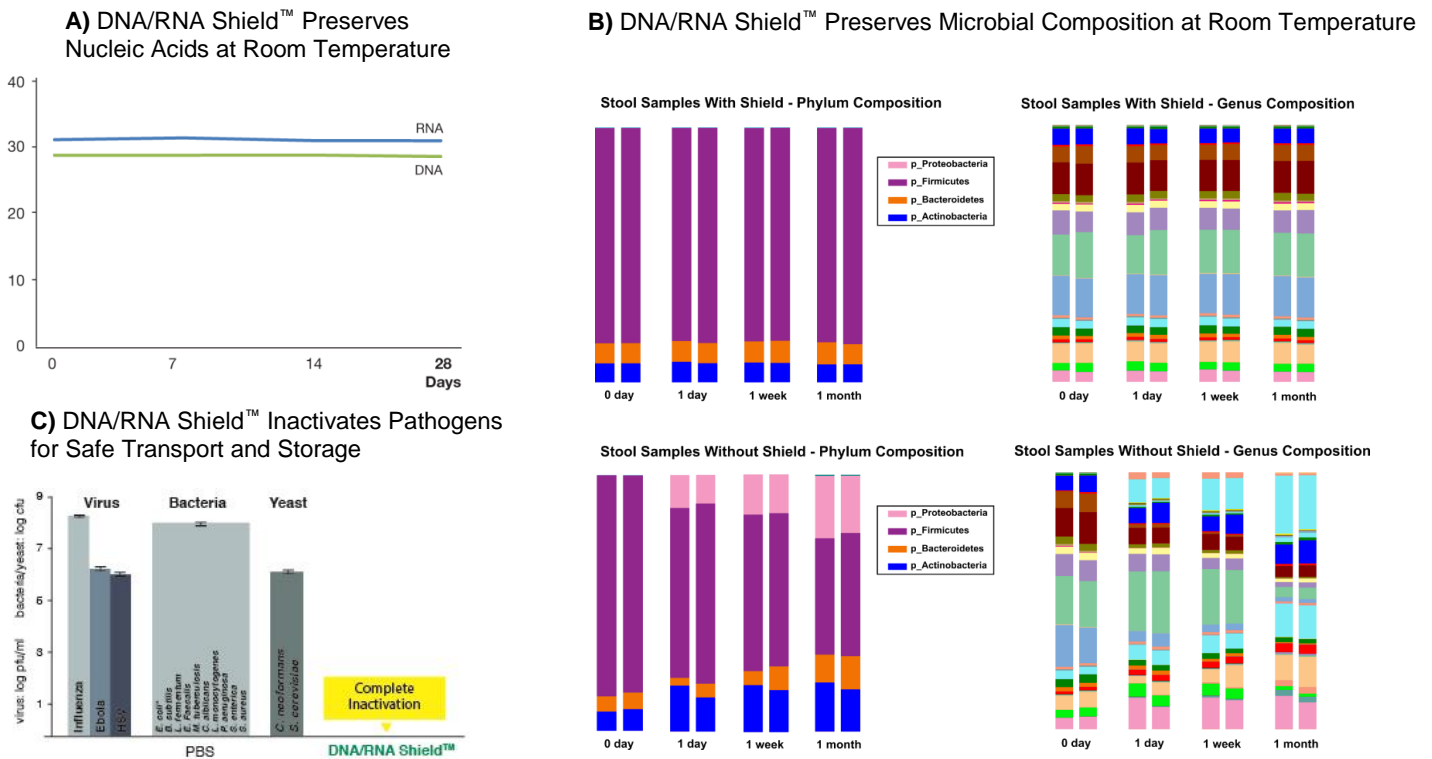 A) DNA/RNA Shield™ Preserves
Nucleic Acids at Room Temperature
40
30
20
10
0
RNA
DNA
0
7
14
28
Days
B) DNA/RNA Shield™ Preserves Microbial Composition at Room Temperature
Stool Samples With Shield - Phylum Composition
p_Proteobacteria
p_Firmicutes
p_Bacteroidetes
p_Actinobacteria
0 day
1 day
1 week
1 month
Stool Samples With Shield - Genus Composition
0 day
1 day
1 week
1 month
Stool Samples Without Shield - Phylum Composition
p_Proteobacteria
p_Firmicutes
p_Bacteroidetes
p_Actinobacteria
0 day
1 day
1 week
1 month
Stool Samples Without Shield - Genus Composition
0 day
1 day
1 week
1 month
C) DNA/RNA Shield™ Inactivates Pathogens
for Safe Transport and Storage
virus: log pfu/ml bacteria/yeast: log cfu
9
7
6
3
1
Virus
Bacteria
Yeast
Influenza
Ebola
HSV
E. coli"
B. subtilis
L. fermentum
E. Faecalis
M. tuberculosis
C. albicans
L. monocytogenes
P. aeruginosa
S. enterica
S. aureus
C. neoformans
S. cerevisiae
Complete
Inactivation
PBS
DNA/RNA Shield™